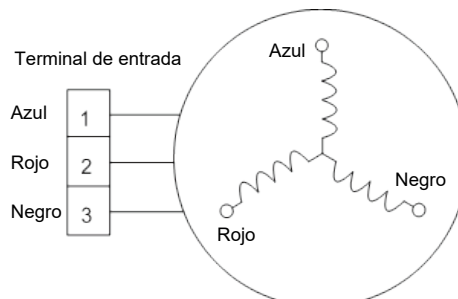 Terminal de entrada
Azul
1
Rojo
2
Negro
3
Azul
Negro
Rojo